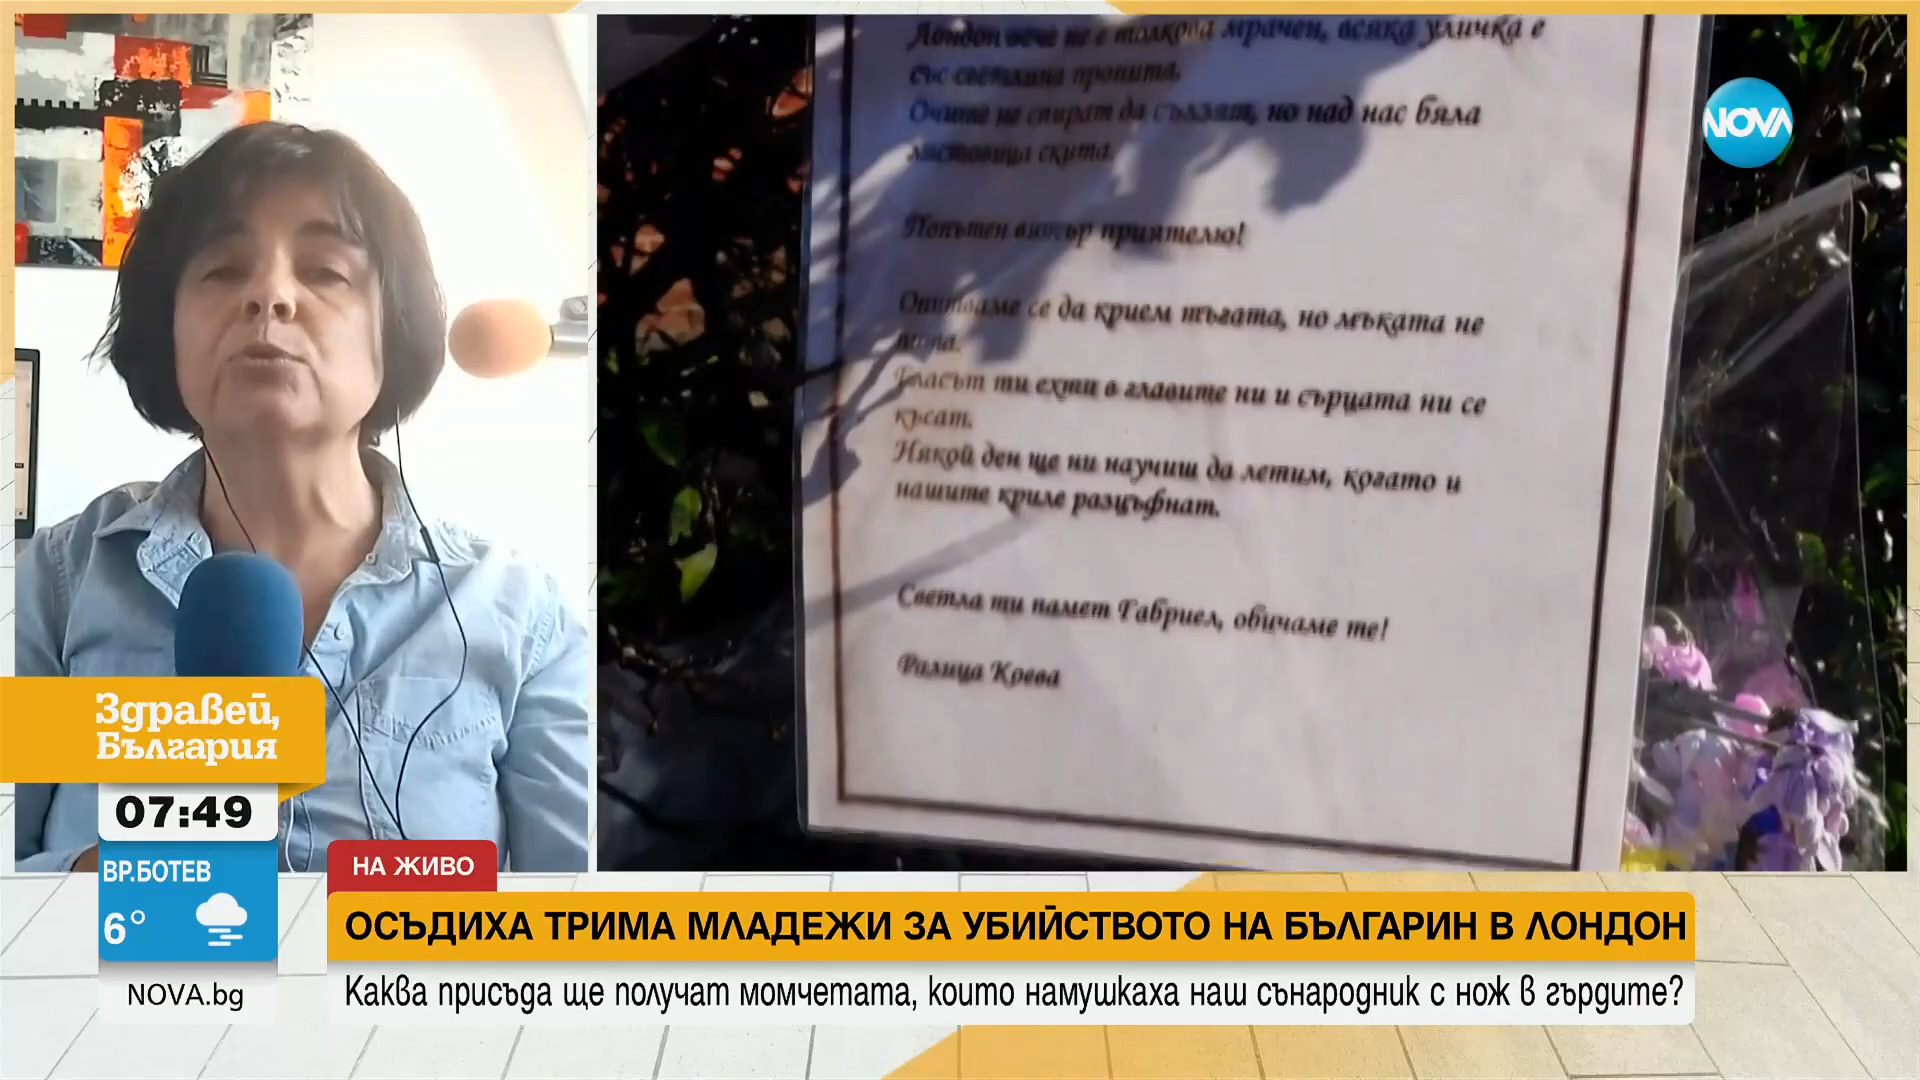 Лондон вече не е толкова мрачен, всяка уличка е
със светлина пропита.
Очите не спират да сълзят, но над нас бяла
лястовица скита.
Попътен вятър приятелю!
Опитваме се да крием тъгата, но мъката не
Гласът ти ехти в главите ни и сърцата ни се
късат.
Някой ден ще ни научиш да летим, когато и
нашите криле разцъфнат.
Светла ти памет Габриел, обичаме те!
Ралица Коева
NOVA
Здравей,
България
07:49
ВР.БОТЕВ
6°
NOVA.bg
НА ЖИВО
ОСЪДИХА ТРИМА МЛАДЕЖИ ЗА УБИЙСТВОТО НА БЪЛГАРИН В ЛОНДОН
Каква присъда ще получат момчетата, които намушкаха наш сънародник с нож в гърдите?